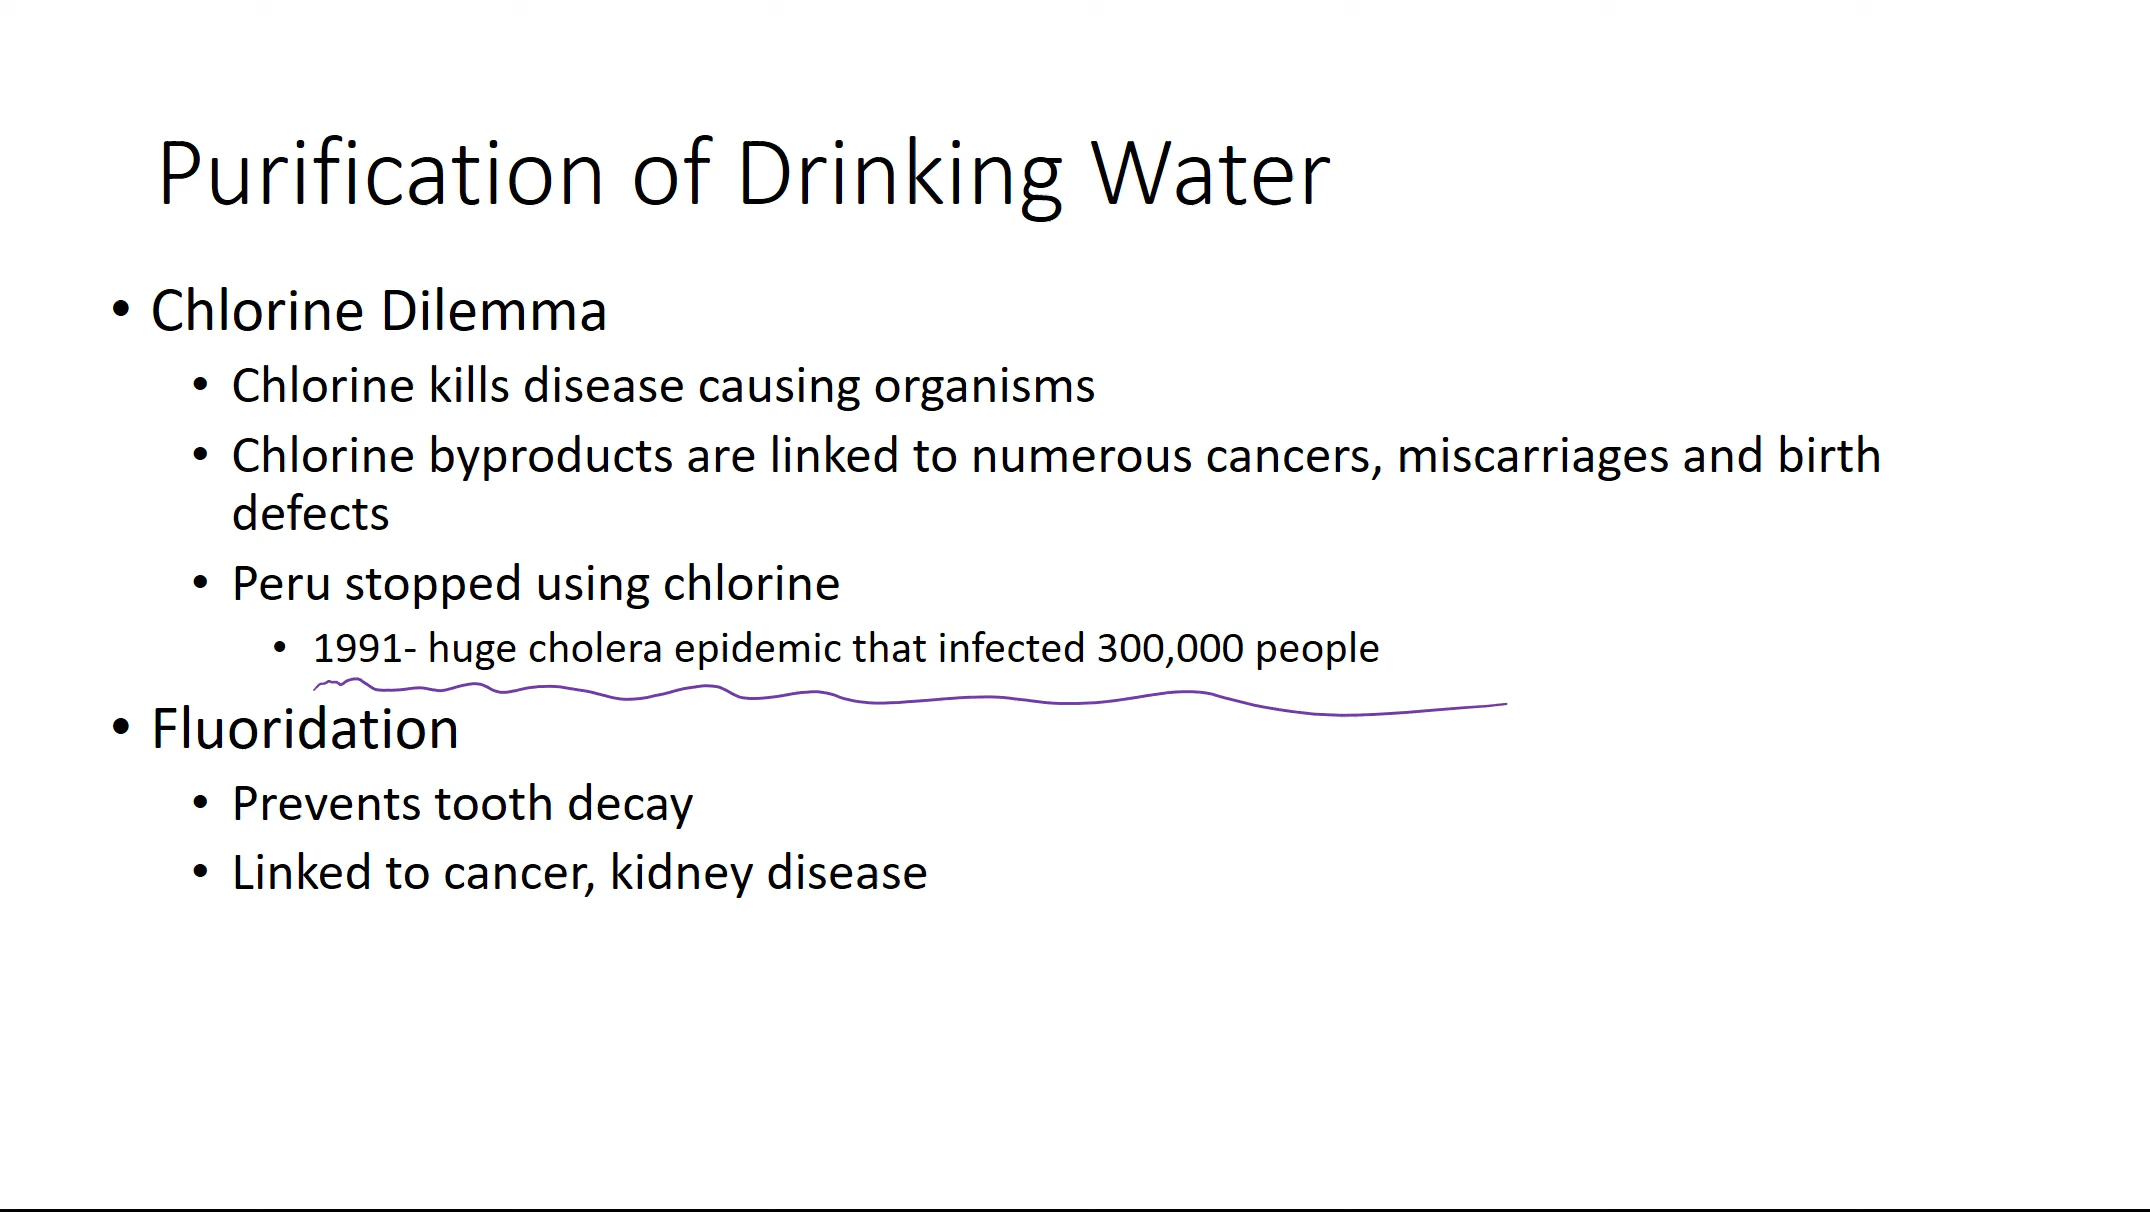 Purification of Drinking Water
• Chlorine Dilemma
• Chlorine kills disease causing organisms
• Chlorine byproducts are linked to numerous cancers, miscarriages and birth
defects
• Peru stopped using chlorine
• 1991- huge cholera epidemic that infected 300,000 people
• Fluoridation
• Prevents tooth decay
• Linked to cancer, kidney disease